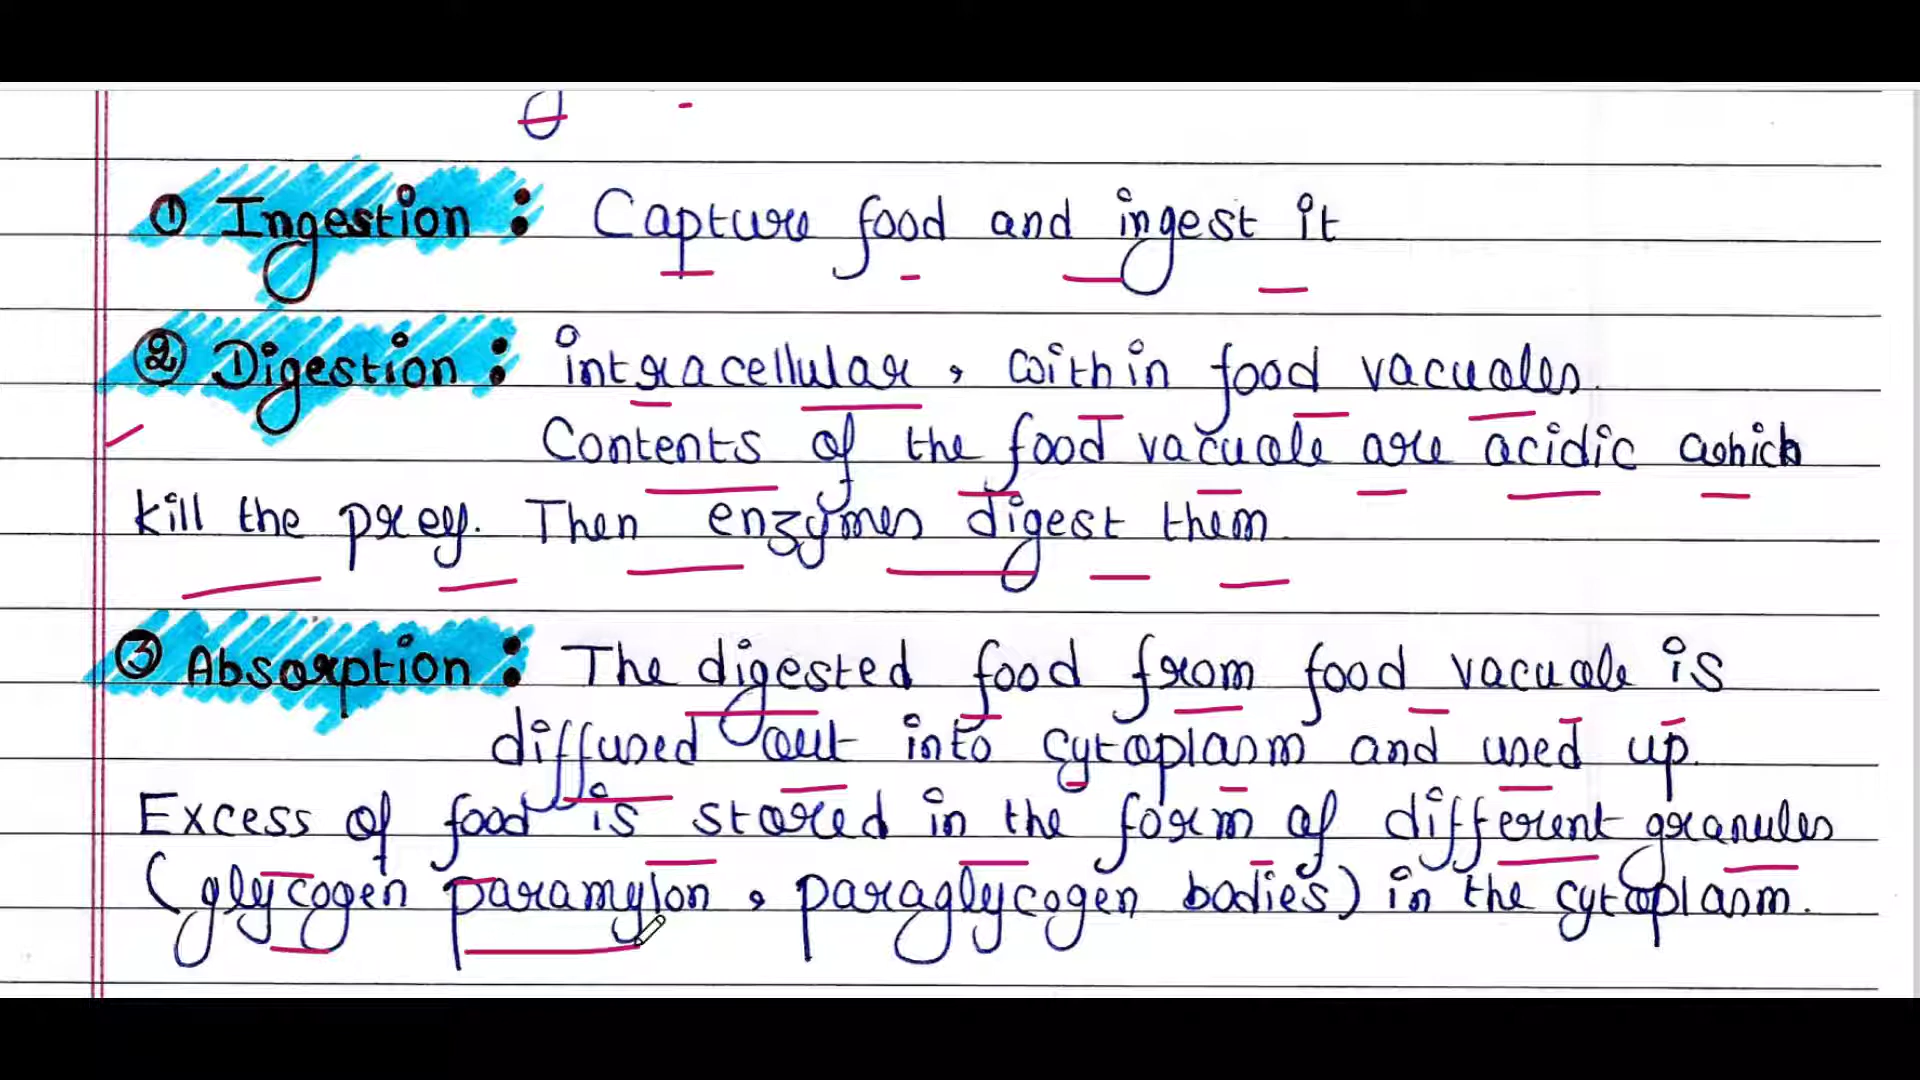 ① Ingestion : Capture food and ingest it
② Digestion : intracellular, within food vacuoles.
Contents of the food vacuole are acidic which
kill the prey. Then enzymes digest them.
③ Absorption : The digested food from food vacuole is
diffused out into cytoplasm and used up.
Excess of food is stored in the form of different granules
(glycogen paramylon, paraglycogen bodies) in the cytoplasm.